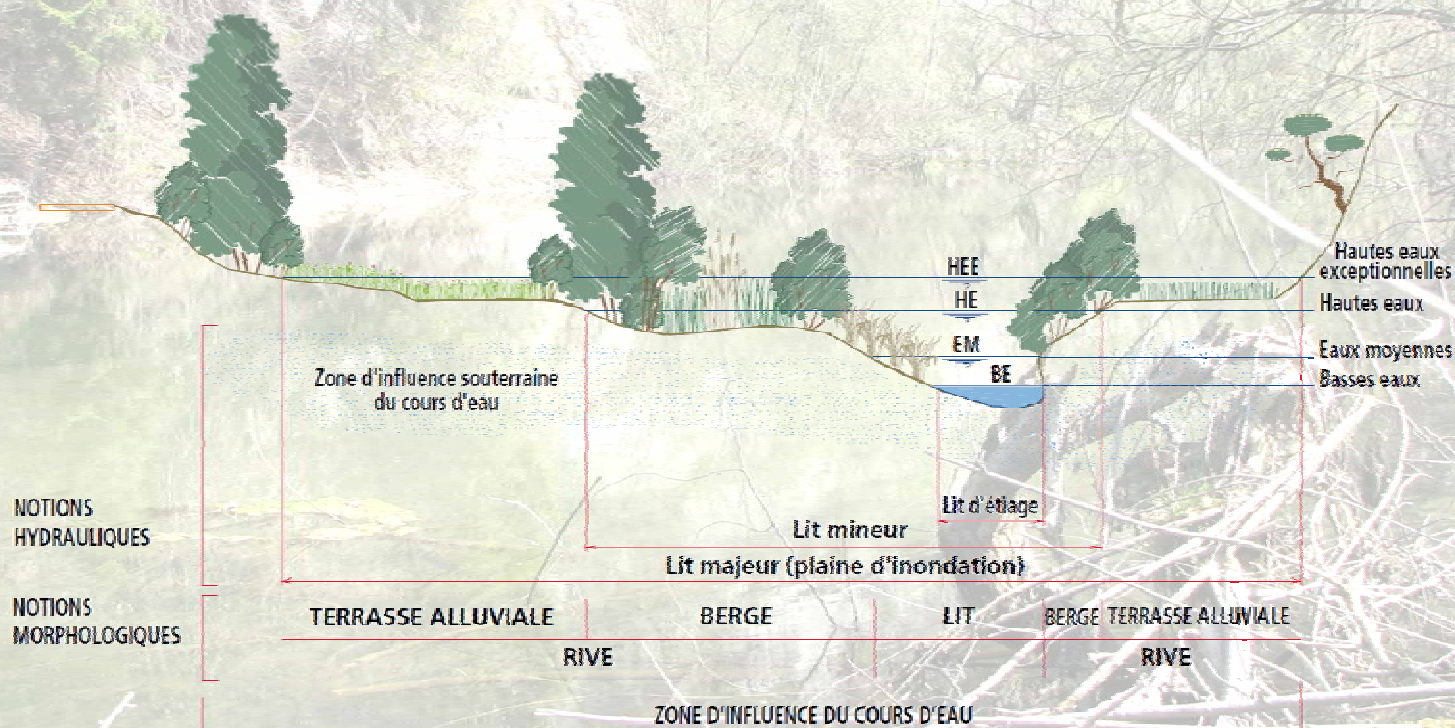 HEE
HE
EM
BE
Hautes eaux
exceptionnelles
Hautes eaux
Eaux moyennes
Basses eaux
Zone d'influence souterraine
du cours d'eau
NOTIONS
HYDRAULIQUES
Lit d'étiage
Lit mineur
Lit majeur (plaine d'inondation)
NOTIONS
MORPHOLOGIQUES
TERRASSE ALLUVIALE BERGE LIT BERGE TERRASSE ALLUVIALE
RIVE RIVE
ZONE D'INFLUENCE DU COURS D'EAU